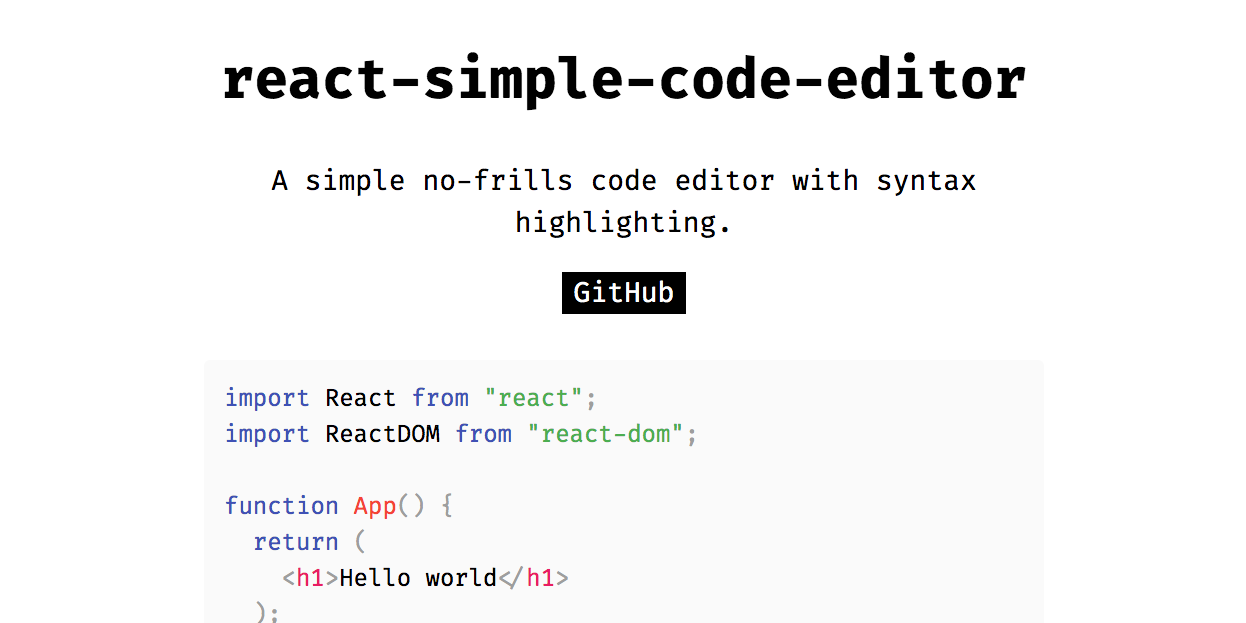 react-simple-code-editor
A simple no-frills code editor with syntax
highlighting.
GitHub
import React from "react";
import ReactDOM from "react-dom";
function App() {
  return (
    <h1>Hello world</h1>
  );